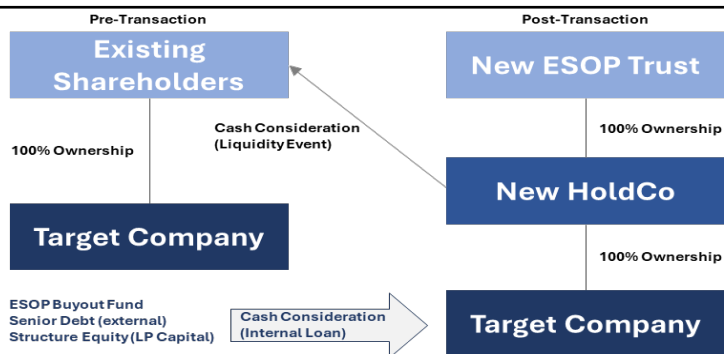 Pre-Transaction
Post-Transaction
Existing
Shareholders
New ESOP Trust
Cash Consideration
(Liquidity Event)
100% Ownership
100% Ownership
New HoldCo
Target Company
100% Ownership
ESOP Buyout Fund
Senior Debt (external)
Structure Equity (LP Capital)
Cash Consideration
(Internal Loan)
Target Company